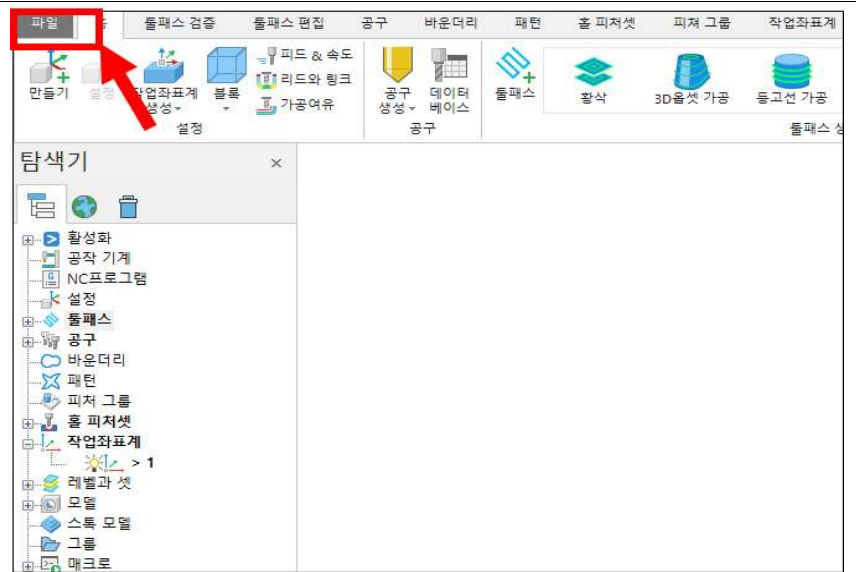 파일
툴패스 검증 툴패스 편집 공구 바운더리 패턴 홀 피처셋 피쳐 그룹 작업좌표계
만들기 설정 작업좌표계 생성 블록
피드 & 속도
리드와 링크
가공여유
설정
공구 생성 데이터 베이스
공구
툴패스 황삭 3D옵셋 가공 등고선 가공
툴패스 생
탐색기 ×
활성화
공작 기계
NC프로그램
설정
툴패스
공구
바운더리
패턴
피처 그룹
홀 피처셋
작업좌표계
> 1
레벨과 셋
모델
스톡 모델
그룹
매크로